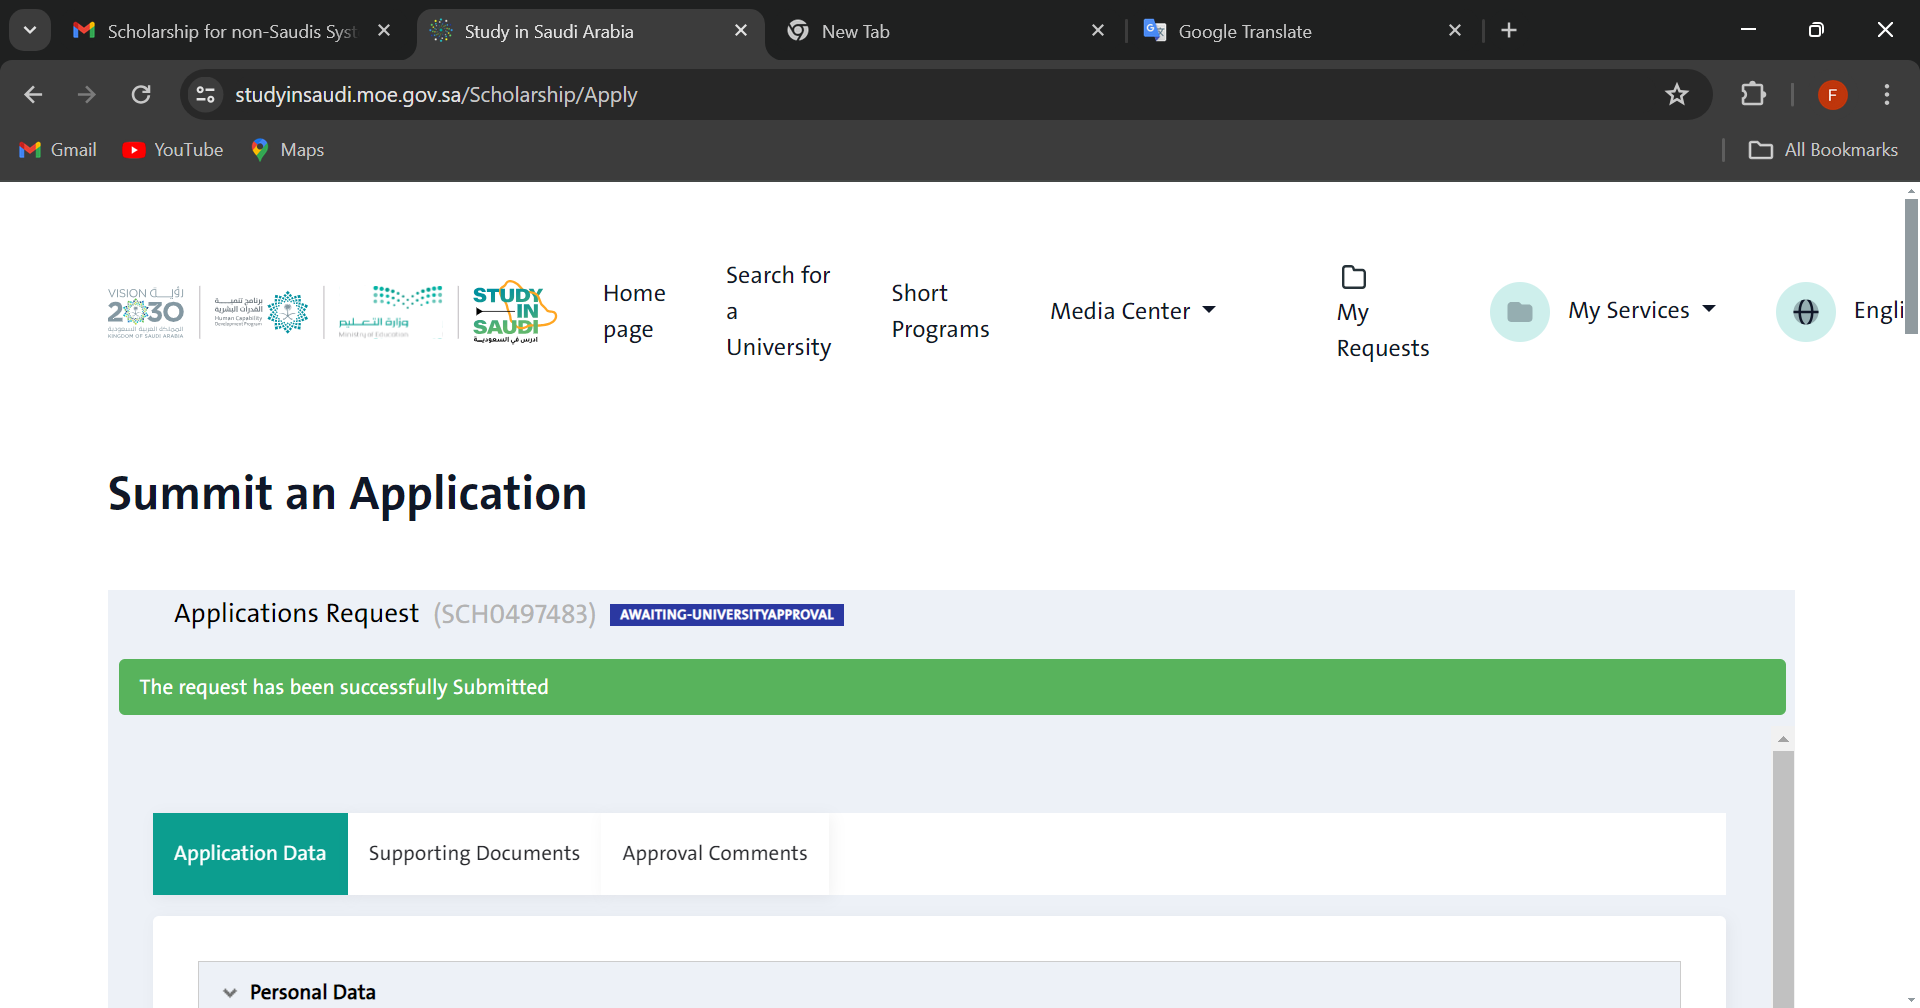 Scholarship for non-Saudis Syst
Study in Saudi Arabia
New Tab
Google Translate
studyinsaudi.moe.gov.sa/Scholarship/Apply
F
Gmail
YouTube
Maps
All Bookmarks
VISION رؤيــة
2030
المملكة العربية السعودية
KINGDOM OF SAUDI ARABIA
برنامج تنميـــة
القدرات البشرية
Human Capability
Development Program
وزارة التعـــليم
Ministry of Education
STUDY
IN
SAUDI
ادرس في السعوديــة
Home
page
Search for
a
University
Short
Programs
Media Center
My
Requests
My Services
Engli
Summit an Application
Applications Request (SCH0497483) AWAITING-UNIVERSITYAPPROVAL
The request has been successfully Submitted
Application Data
Supporting Documents
Approval Comments
Personal Data